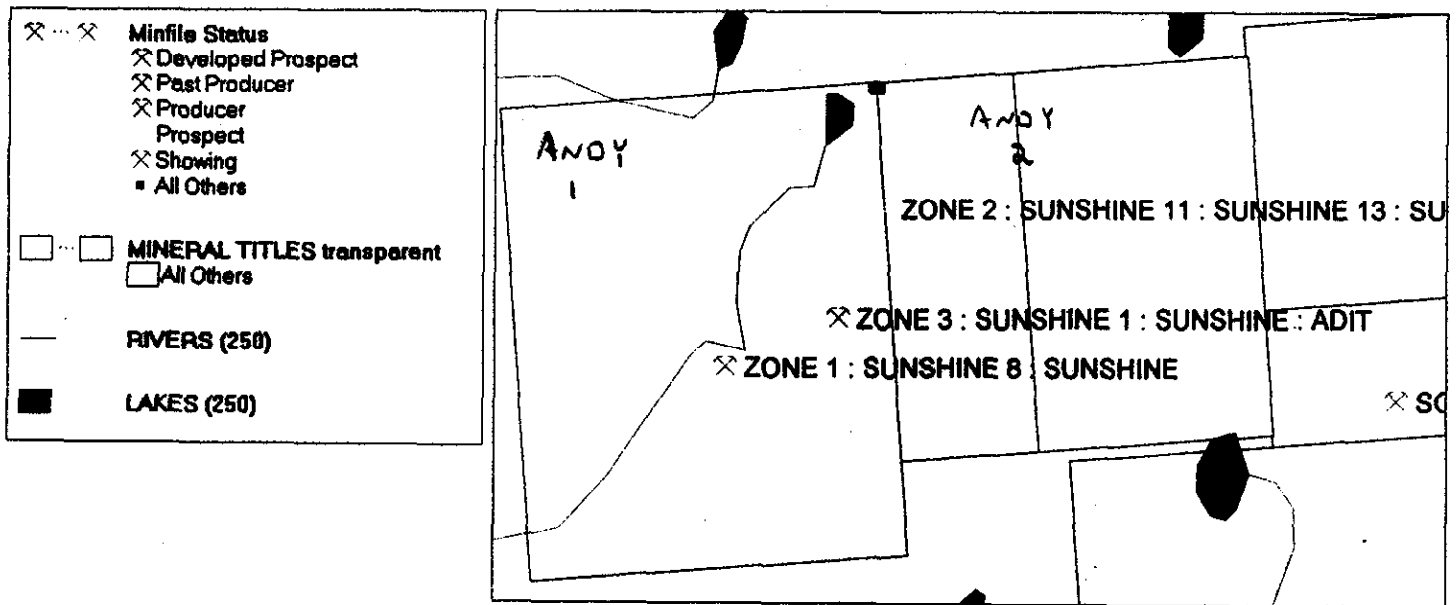 Minfile Status
Developed Prospect
Past Producer
Producer
Prospect
Showing
All Others
MINERAL TITLES transparent
All Others
RIVERS (250)
LAKES (250)
ANDY
1
ANDY
2
ZONE 2 : SUNSHINE 11 : SUNSHINE 13 : SU
ZONE 3 : SUNSHINE 1 : SUNSHINE : ADIT
ZONE 1 : SUNSHINE 8 : SUNSHINE
SC